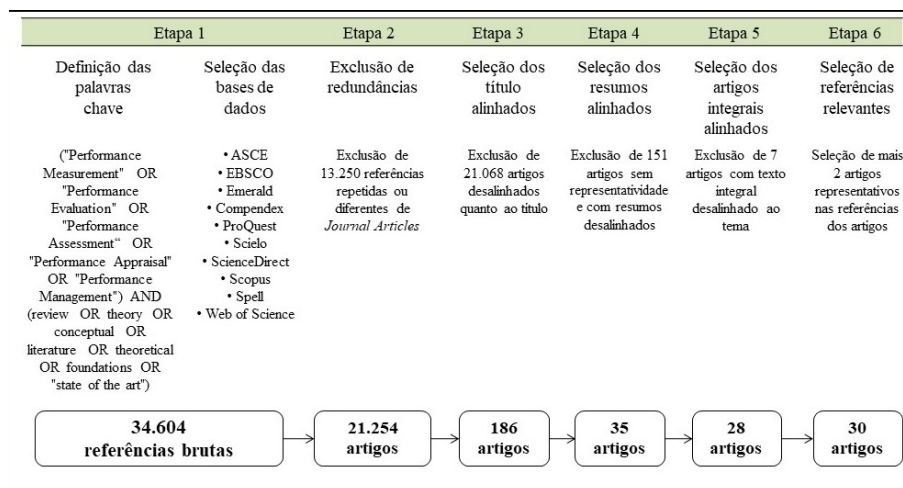 Etapa 1
Etapa 2
Etapa 3
Etapa 4
Etapa 5
Etapa 6
Definição das
palavras
chave
Seleção das
bases de
dados
Exclusão de
redundâncias
Seleção dos
título
alinhados
Seleção dos
resumos
alinhados
Seleção dos
artigos
integrais
alinhados
Seleção de
referências
relevantes
("Performance
Measurement" OR
"Performance
Evaluation" OR
"Performance
Assessment“ OR
"Performance Appraisal"
OR "Performance
Management") AND
(review OR theory OR
conceptual OR
literature OR theoretical
OR foundations OR
"state of the art")
• ASCE
• EBSCO
• Emerald
• Compendex
• ProQuest
• Scielo
• ScienceDirect
• Scopus
• Spell
• Web of Science
Exclusão de
13.250 referências
repetidas ou
diferentes de
Journal Articles
Exclusão de
21.068 artigos
desalinhados
quanto ao titulo
Exclusão de 151
artigos sem
representatividade
e com resumos
desalinhados
Exclusão de 7
artigos com texto
integral
desalinhado ao
tema
Seleção de mais
2 artigos
representativos
nas referências
dos artigos
34.604
referências brutas
21.254
artigos
186
artigos
35
artigos
28
artigos
30
artigos